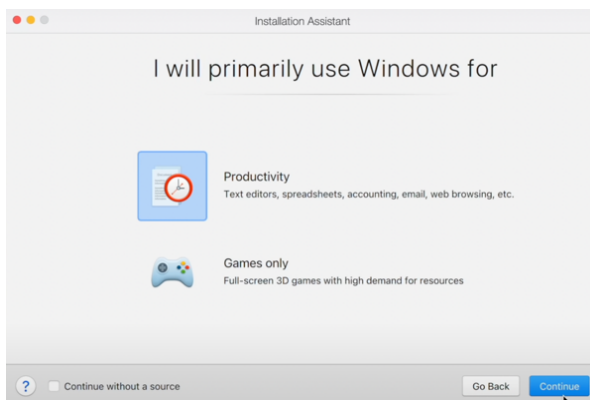 Installation Assistant
I will primarily use Windows for
Productivity
Text editors, spreadsheets, accounting, email, web browsing, etc.
Games only
Full-screen 3D games with high demand for resources
?
Continue without a source
Go Back
Continue